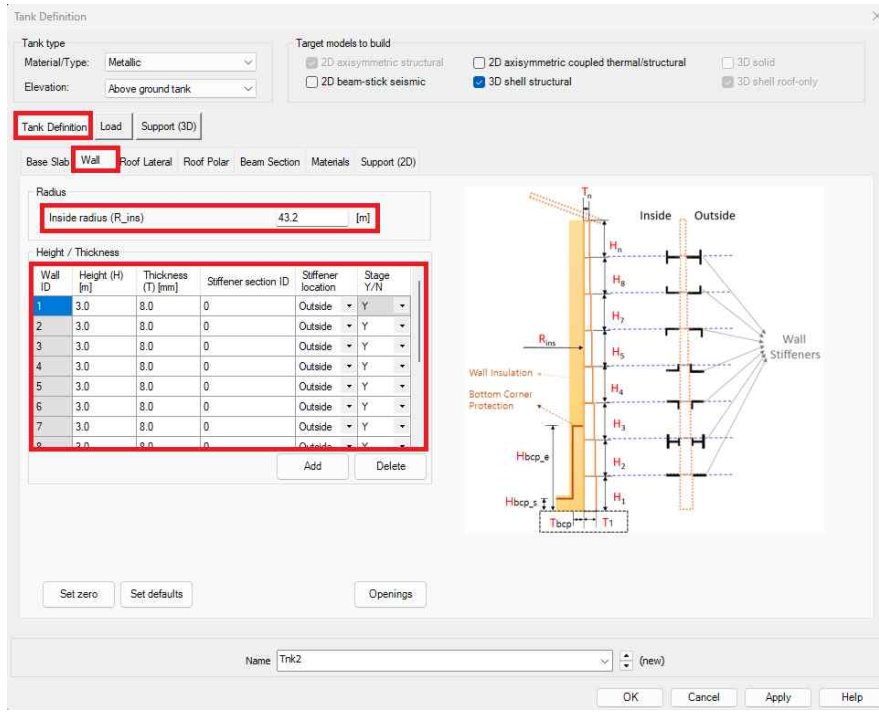 Tank Definition
Tank type
Material/Type: Metallic
Elevation: Above ground tank
Target models to build
2D axisymmetric structural 2D axisymmetric coupled thermal/structural 3D solid
2D beam-stick seismic 3D shell structural 3D shell roof-only
Tank Definition Load Support (3D)
Base Slab Wall Roof Lateral Roof Polar Beam Section Materials Support (2D)
Radius
Inside radius (R_ins) 43.2 [m]
Height / Thickness
Wall ID Height (H) [m] Thickness (T) [mm] Stiffener section ID Stiffener location Stage Y/N
1 3.0 8.0 0 Outside Y
2 3.0 8.0 0 Outside Y
3 3.0 8.0 0 Outside Y
4 3.0 8.0 0 Outside Y
5 3.0 8.0 0 Outside Y
6 3.0 8.0 0 Outside Y
7 3.0 8.0 0 Outside Y
8 3.0 8.0 0 Outside Y
Add Delete
Set zero Set defaults Openings
Tn
Inside Outside
Hn
H8
H7
Rins
H5
Wall Stiffeners
Wall Insulation
H4
Bottom Corner Protection
H3
Hbcp_e
H2
Hbcp_s
H1
Tbcp T1
Name Tnk2 (new)
OK Cancel Apply Help